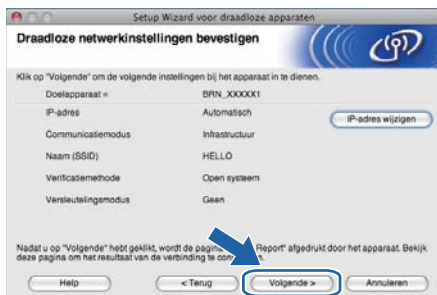 Setup Wizard voor draadloze apparaten
Draadloze netwerkinstellingen bevestigen
Klik op "Volgende" om de volgende instellingen bij het apparaat in te dienen.
Doelapparaat = BRN_XXXXX1
IP-adres Automatisch IP-adres wijzigen
Communicatiemodus Infrastructuur
Naam (SSID) HELLO
Verificatiemethode Open systeem
Versleutelingsmodus Geen
Nadat u op "Volgende" hebt geklikt, wordt de pagina Report" afgedrukt door het apparaat. Bekijk
deze pagina om het resultaat van de verbinding te
Help < Terug Volgende > Annuleren